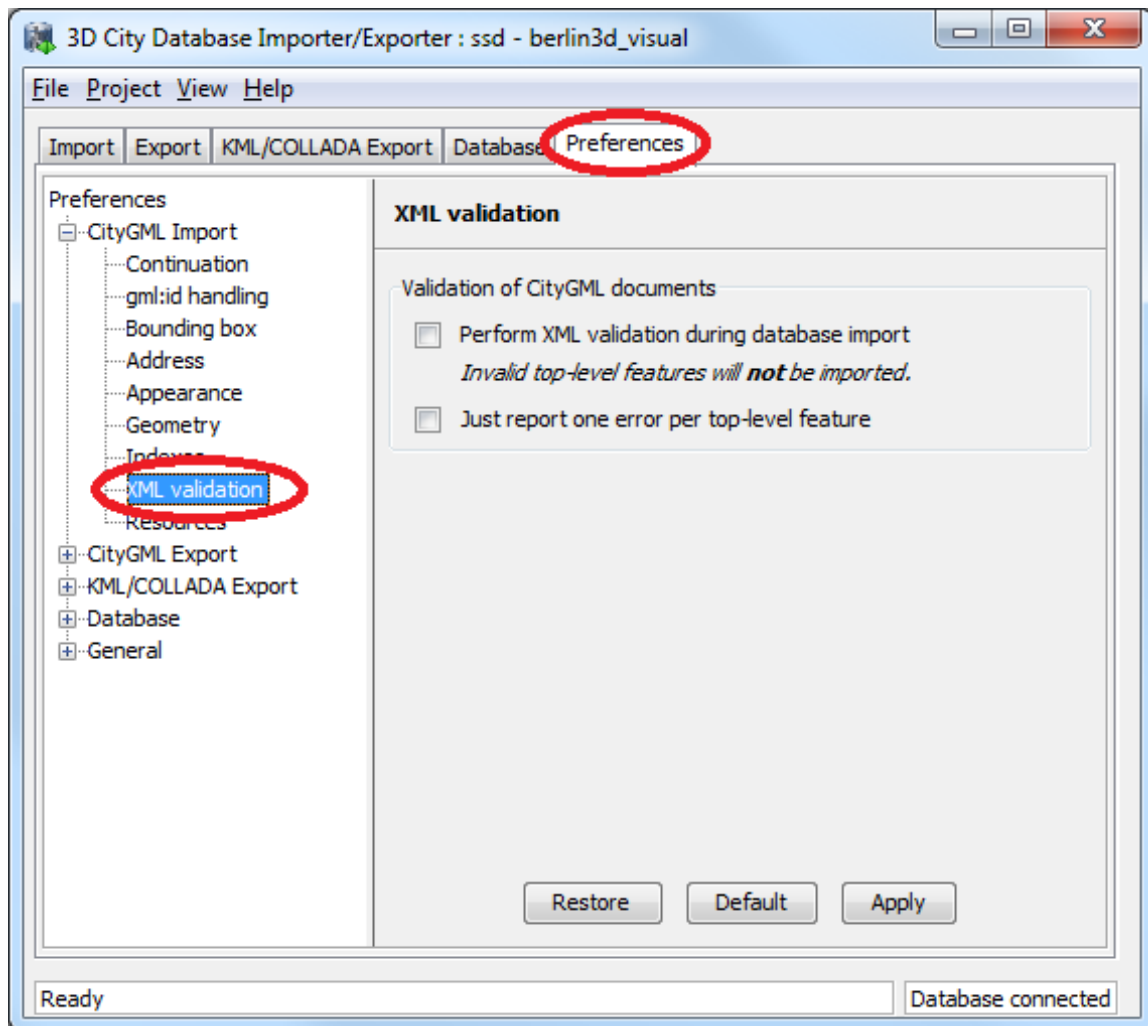 3D City Database Importer/Exporter : ssd - berlin3d_visual
File Project View Help
Import Export KML/COLLADA Export Database Preferences
Preferences
CityGML Import
Continuation
gml:id handling
Bounding box
Address
Appearance
Geometry
Indexes
XML validation
Resources
CityGML Export
KML/COLLADA Export
Database
General
XML validation
Validation of CityGML documents
Perform XML validation during database import
Invalid top-level features will not be imported.
Just report one error per top-level feature
Restore Default Apply
Ready Database connected